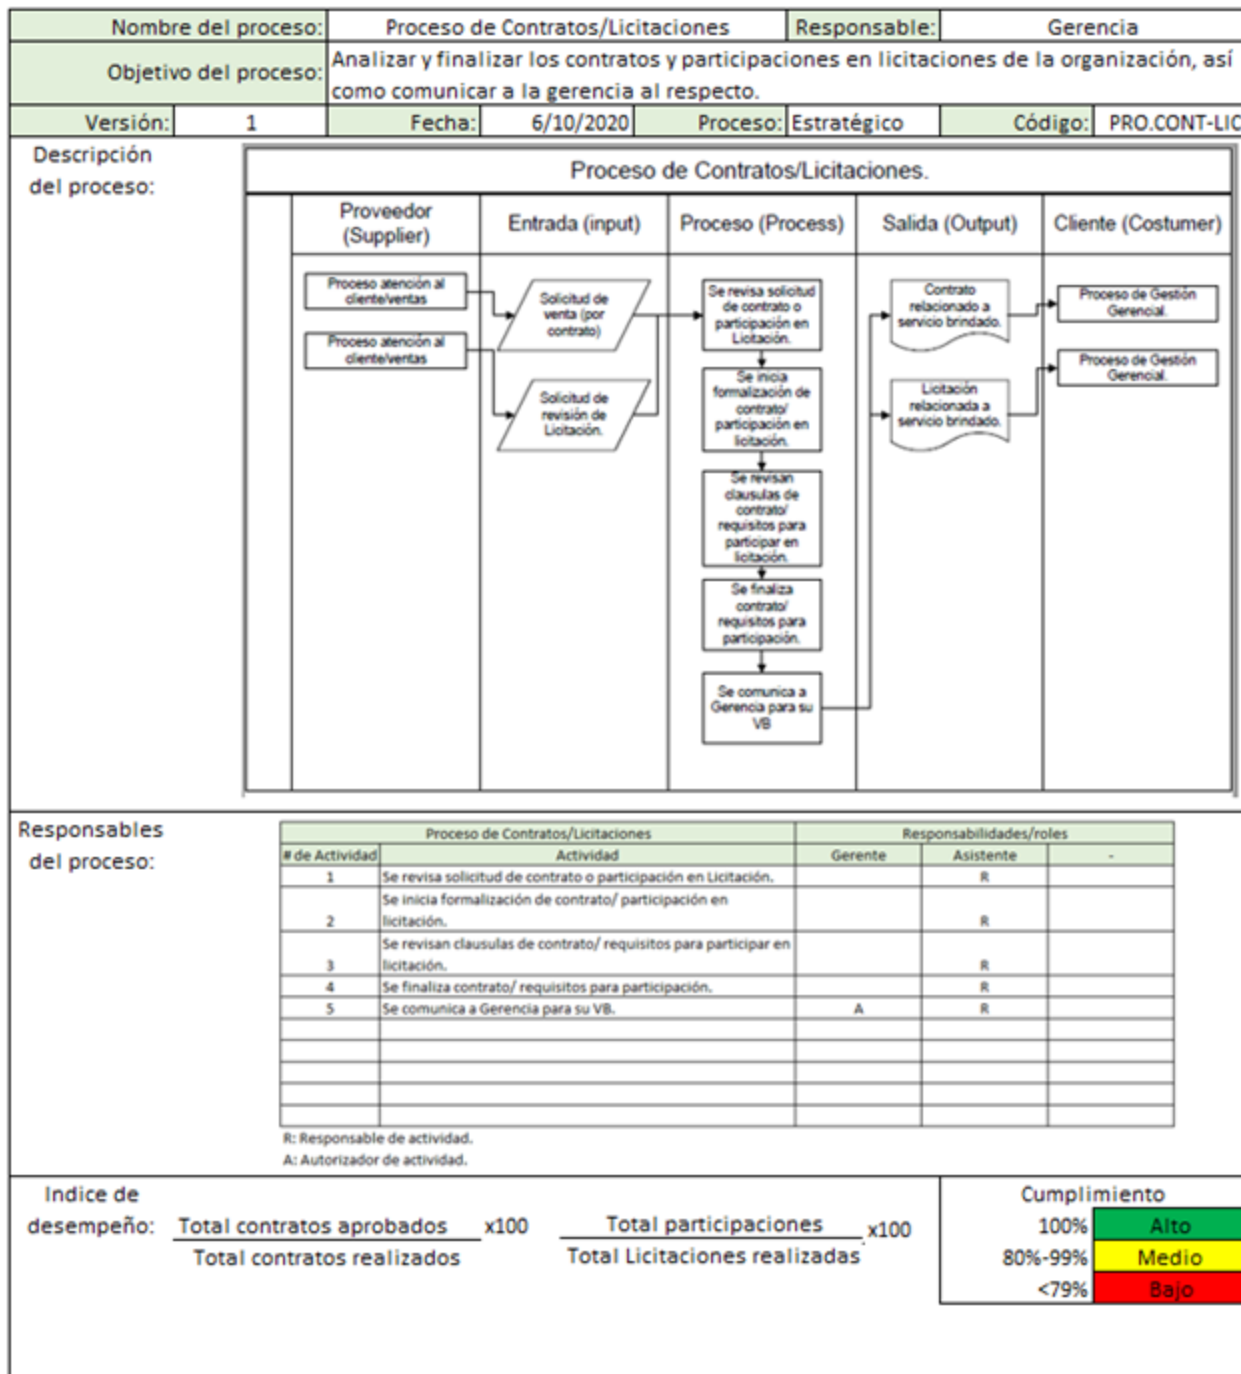 Nombre del proceso: Proceso de Contratos/Licitaciones Responsable: Gerencia
Objetivo del proceso: Analizar y finalizar los contratos y participaciones en licitaciones de la organización, así
como comunicar a la gerencia al respecto.
Versión: 1 Fecha: 6/10/2020 Proceso: Estratégico Código: PRO.CONT-LIC
Descripción
del proceso:
Proceso de Contratos/Licitaciones.
Proveedor
(Supplier)
Entrada (input)
Proceso (Process)
Salida (Output)
Cliente (Costumer)
Proceso atención al
cliente/ventas
Proceso atención al
cliente/ventas
Solicitud de
venta (por
contrato)
Solicitud de
revisión de
Licitación.
Se revisa solicitud
de contrato o
participación en
Licitación.
Se inicia
formalización de
contrato/
participación en
licitación.
Se revisan
clausulas de
contrato/
requisitos para
participar en
licitación.
Se finaliza
contrato/
requisitos para
participación.
Se comunica a
Gerencia para su
VB
Contrato
relacionado a
servicio brindado.
Licitación
relacionada a
servicio brindado.
Proceso de Gestión
Gerencial.
Proceso de Gestión
Gerencial.
Responsables
del proceso:
Proceso de Contratos/Licitaciones Responsabilidades/roles
# de Actividad Actividad Gerente Asistente -
1 Se revisa solicitud de contrato o participación en Licitación. R
Se inicia formalización de contrato/ participación en
2 licitación. R
Se revisan clausulas de contrato/ requisitos para participar en
3 licitación. R
4 Se finaliza contrato/ requisitos para participación. R
5 Se comunica a Gerencia para su VB. A R
R: Responsable de actividad.
A: Autorizador de actividad.
Indice de
desempeño:
Total contratos aprobados x100
Total contratos realizados
Total participaciones x100
Total Licitaciones realizadas
Cumplimiento
100% Alto
80%-99% Medio
<79% Bajo